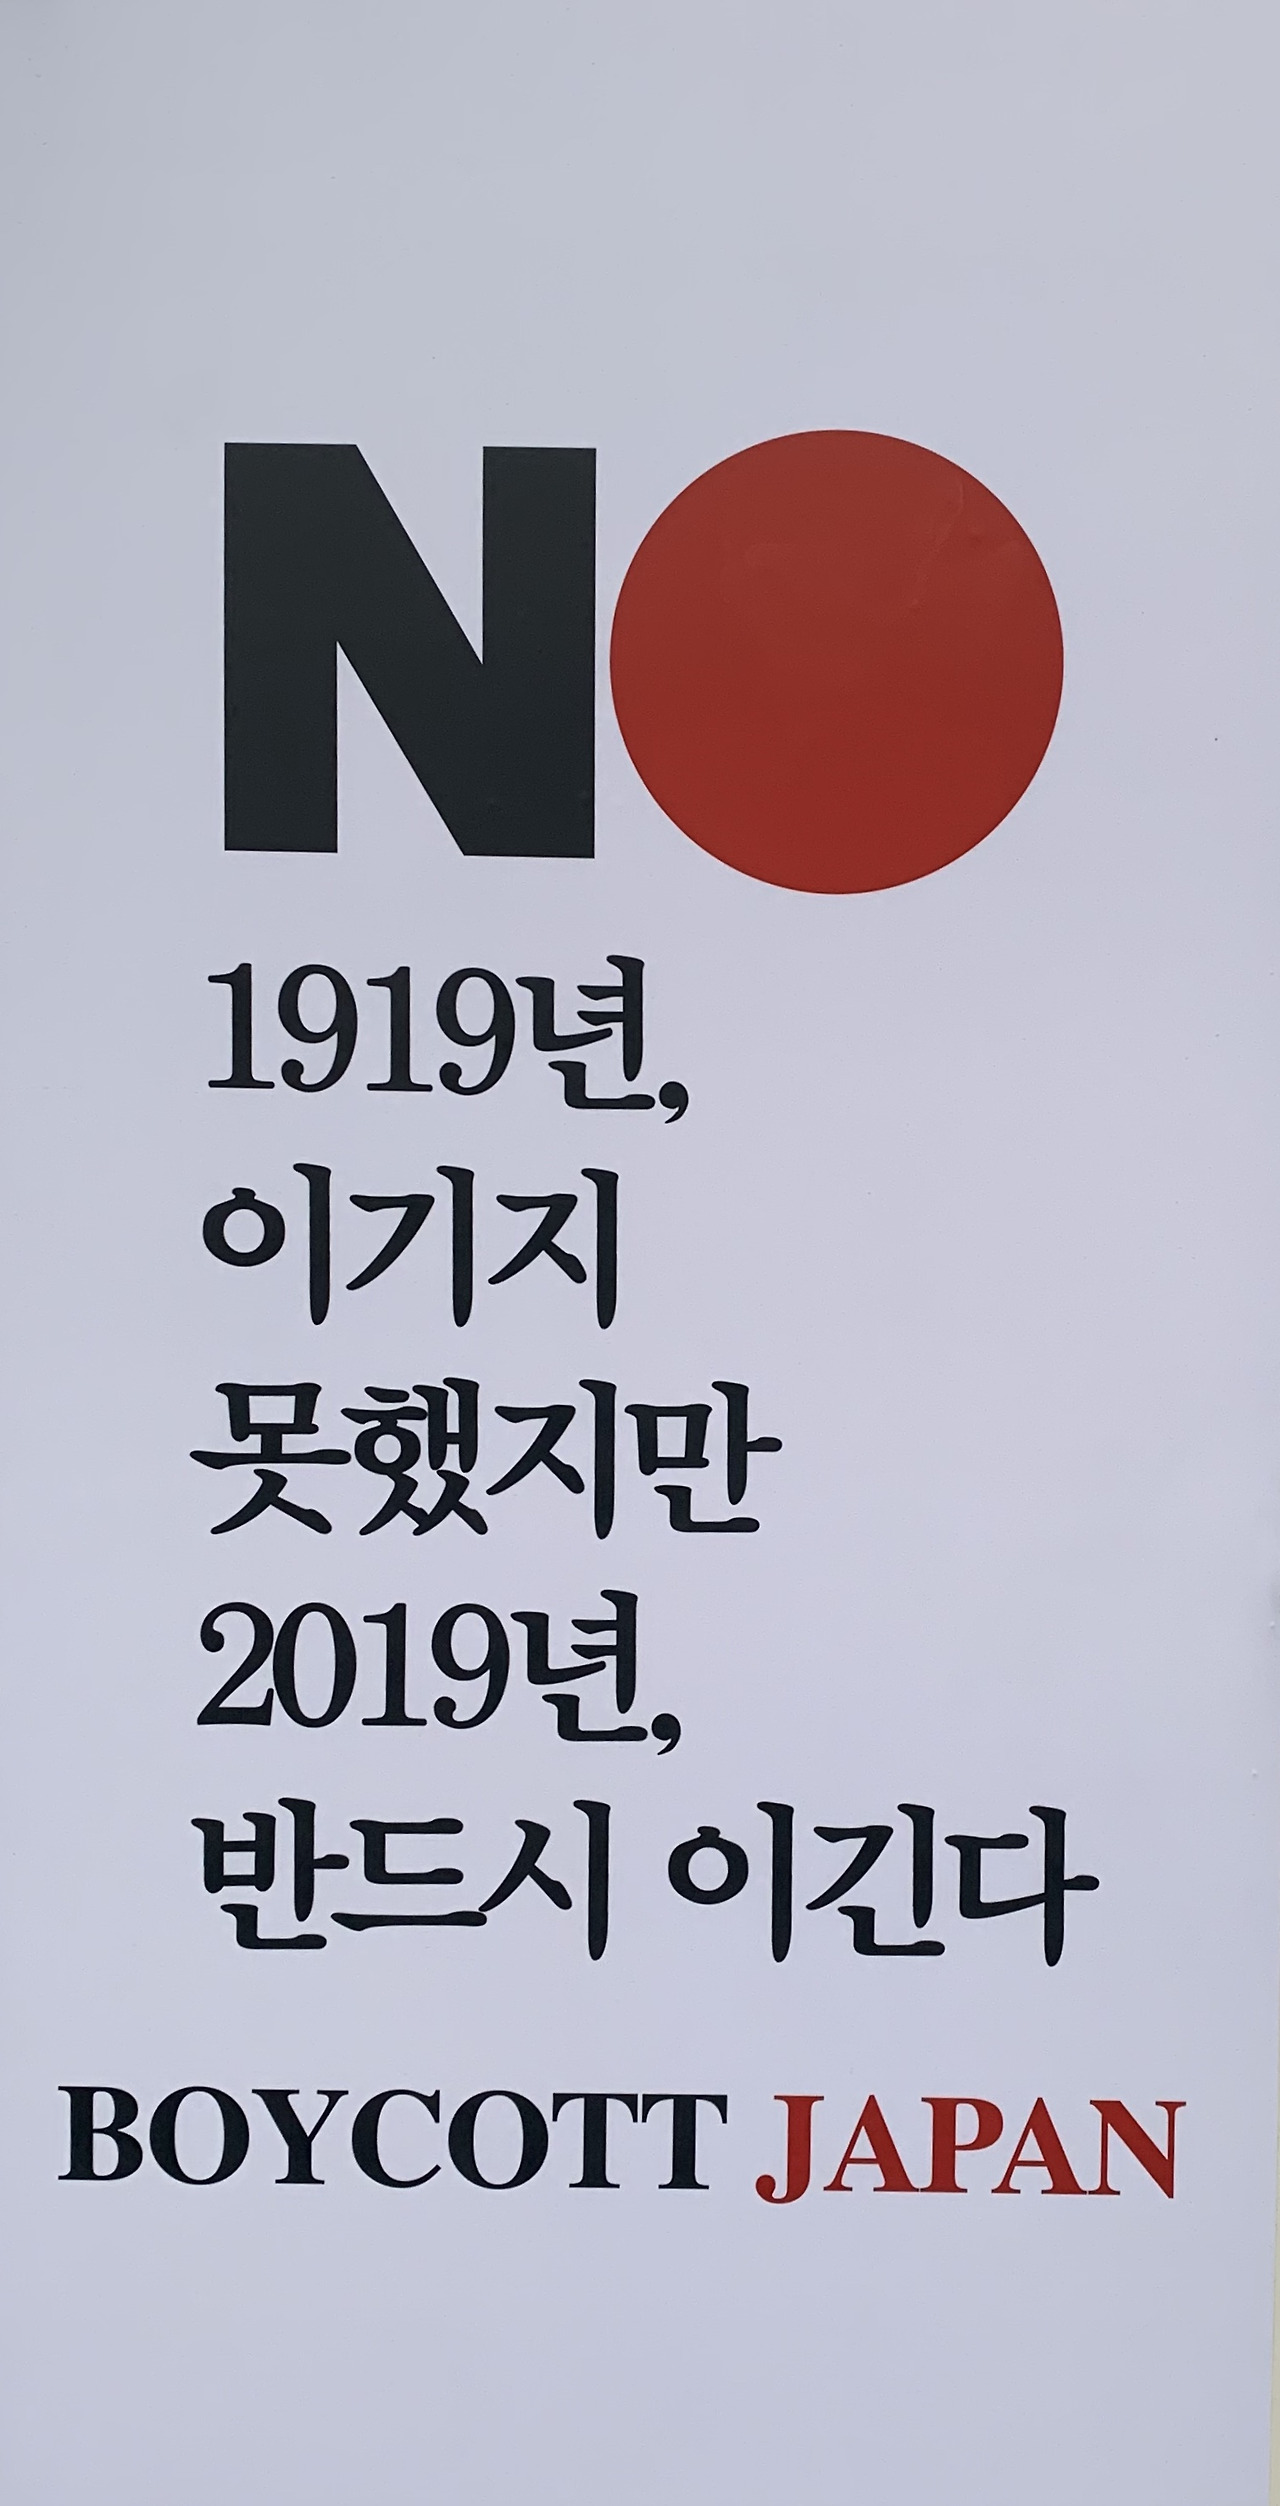 NO
1919년,
이기지
못했지만
2019년,
반드시 이긴다
BOYCOTT JAPAN